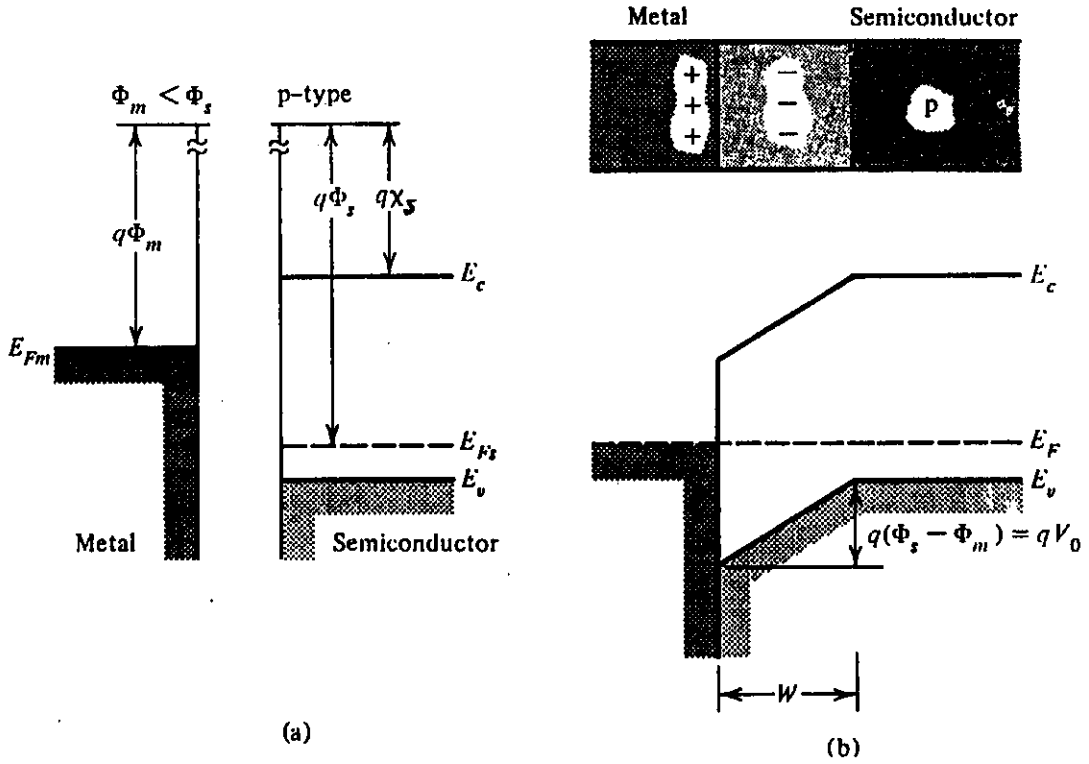 Φm < Φs
p-type
qΦm
qΦs
qχs
Ec
EFm
EFs
Ev
Metal
Semiconductor
(a)
Metal
Semiconductor
+
+
+
−
−
−
p
Ec
EF
Ev
q(Φs − Φm) = qV0
W
(b)